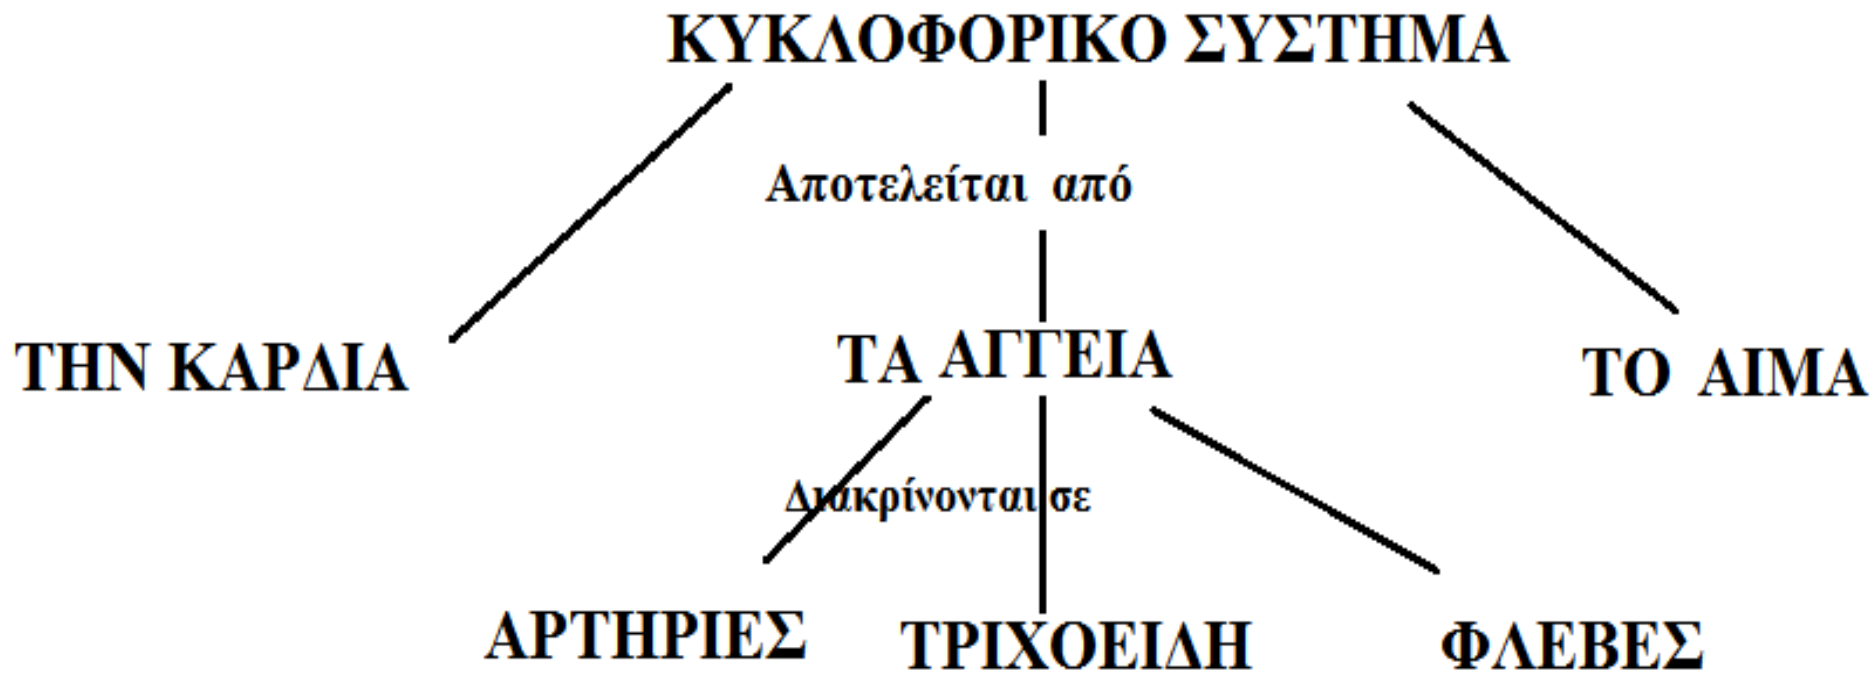 ΚΥΚΛΟΦΟΡΙΚΟ ΣΥΣΤΗΜΑ
Αποτελείται από
ΤΗΝ ΚΑΡΔΙΑ
ΤΑ ΑΓΓΕΙΑ
ΤΟ ΑΙΜΑ
Διακρίνονται σε
ΑΡΤΗΡΙΕΣ
ΤΡΙΧΟΕΙΔΗ
ΦΛΕΒΕΣ